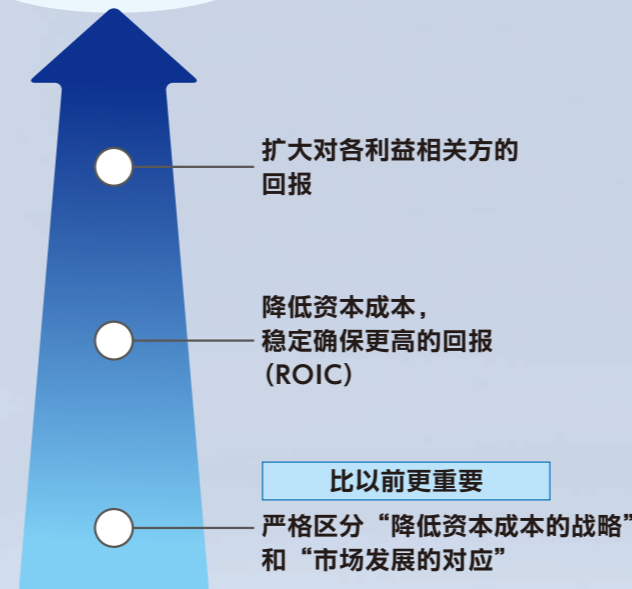 扩大对各利益相关方的
回报
降低资本成本，
稳定确保更高的回报
（ROIC）
比以前更重要
严格区分“降低资本成本的战略”
和“市场发展的对应”